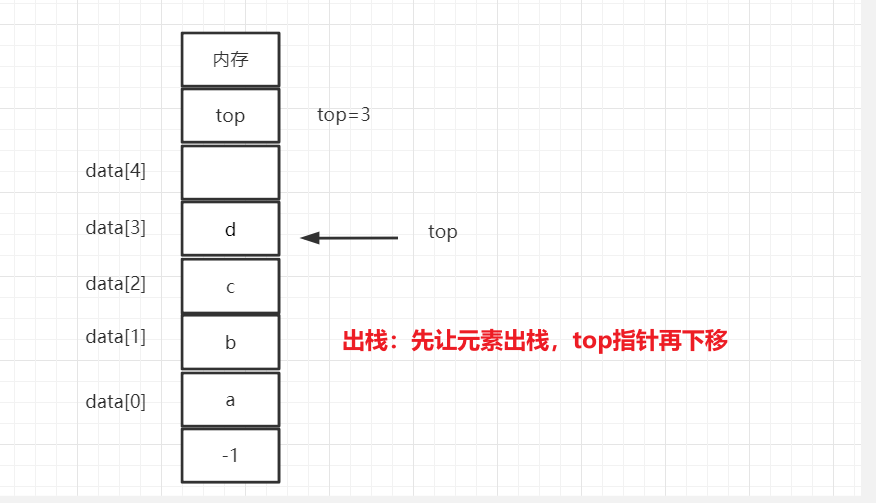 内存
top top=3
data[4]
data[3] d top
data[2] c
data[1] b
出栈：先让元素出栈，top指针再下移
data[0] a
-1